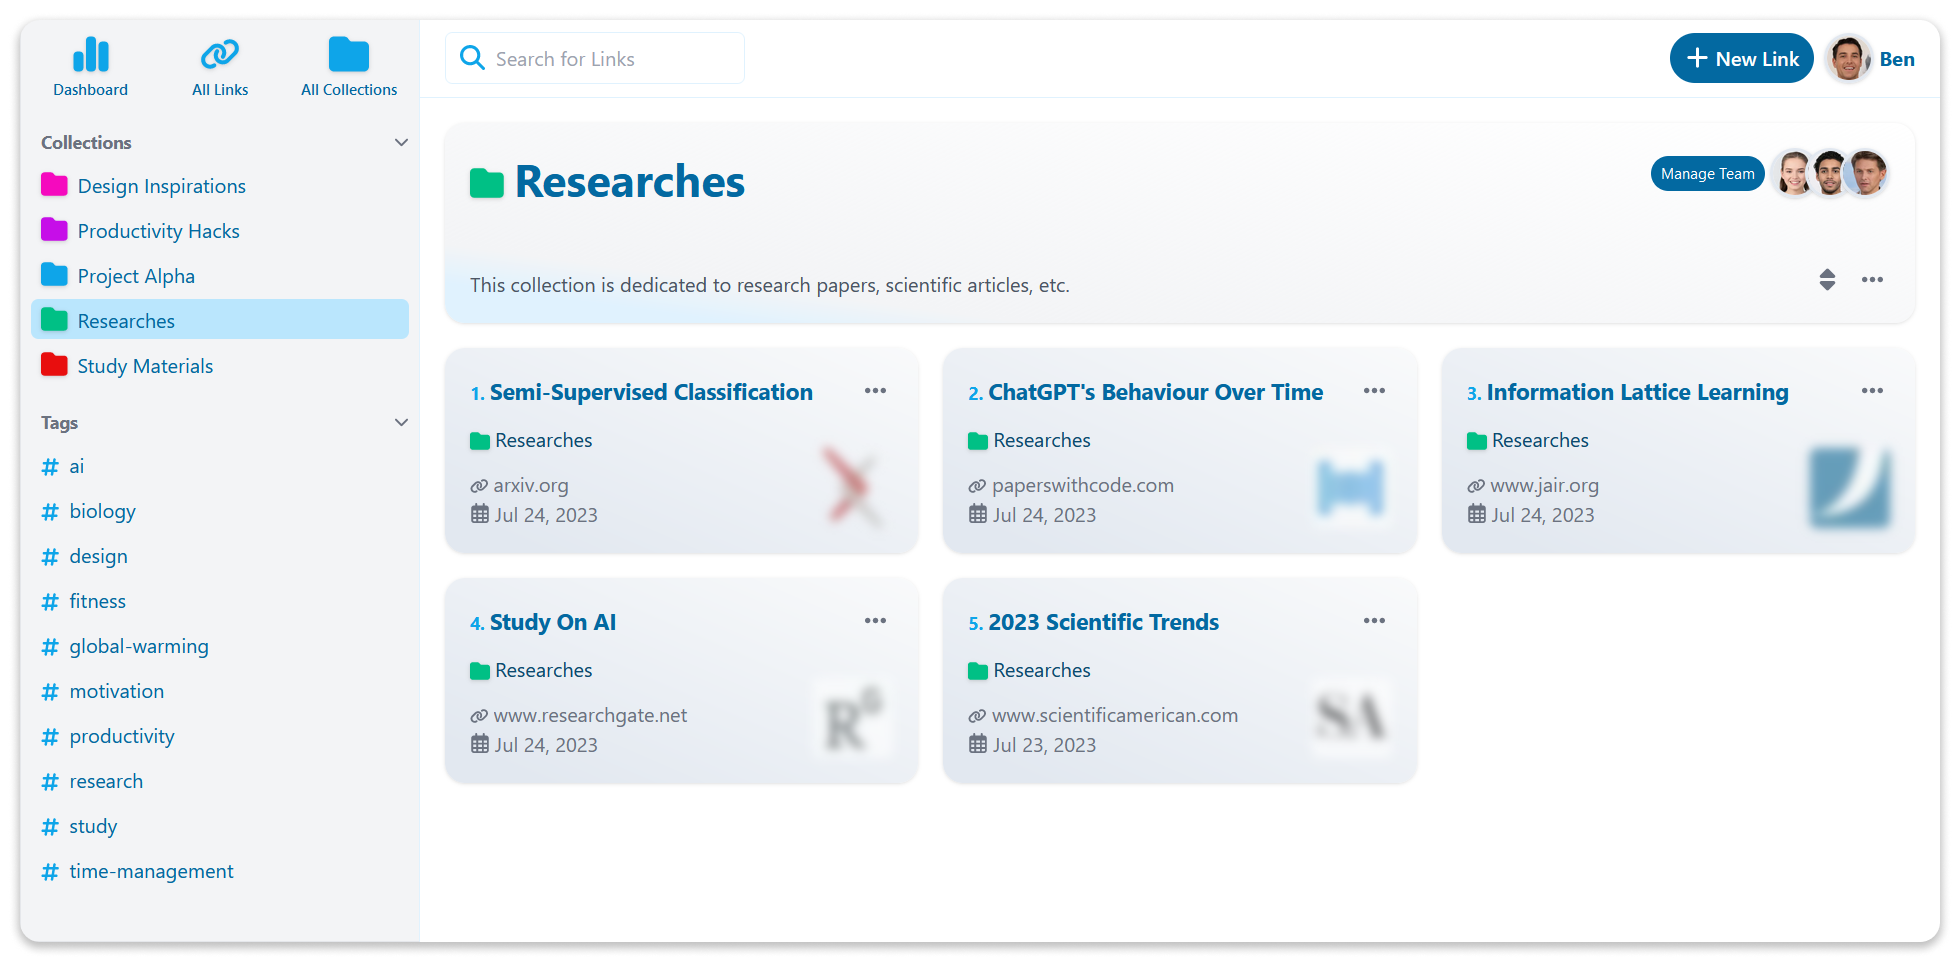 Dashboard
All Links
All Collections
Search for Links
New Link
Ben
Collections
Design Inspirations
Productivity Hacks
Project Alpha
Researches
Study Materials
Tags
# ai
# biology
# design
# fitness
# global-warming
# motivation
# productivity
# research
# study
# time-management
Researches
Manage Team
This collection is dedicated to research papers, scientific articles, etc.
1. Semi-Supervised Classification
Researches
arxiv.org
Jul 24, 2023
2. ChatGPT's Behaviour Over Time
Researches
paperswithcode.com
Jul 24, 2023
3. Information Lattice Learning
Researches
www.jair.org
Jul 24, 2023
4. Study On AI
Researches
www.researchgate.net
Jul 24, 2023
RG
5. 2023 Scientific Trends
Researches
www.scientificamerican.com
Jul 23, 2023
SA